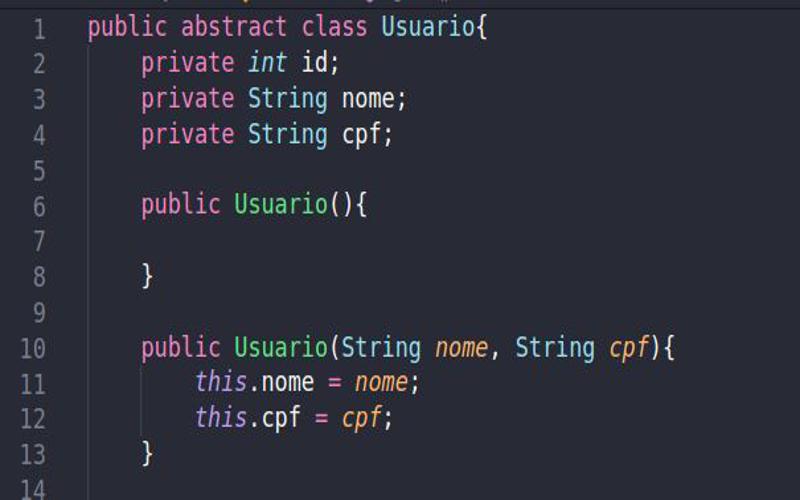 1 public abstract class Usuario{
2 private int id;
3 private String nome;
4 private String cpf;
5
6 public Usuario(){
7
8 }
9
10 public Usuario(String nome, String cpf){
11 this.nome = nome;
12 this.cpf = cpf;
13 }
14